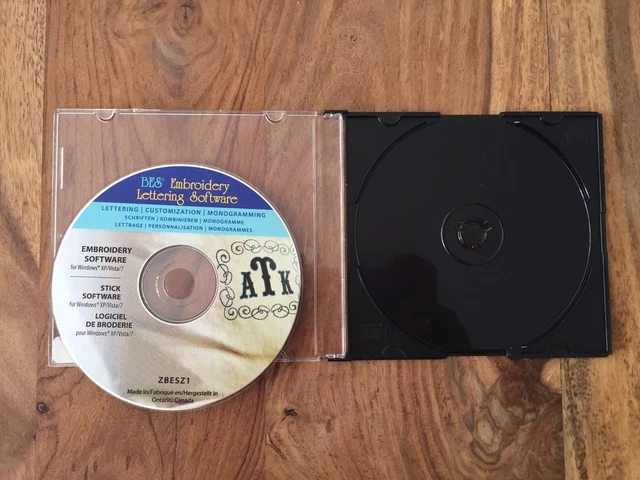 BES® Embroidery
Lettering Software
LETTERING | CUSTOMIZATION | MONOGRAMMING
SCHRIFTEN | KOMBINIEREN | MONOGRAMME
LETTRAGE | PERSONNALISATION | MONOGRAMMES
EMBROIDERY
SOFTWARE
for Windows® XP/Vista/7
STICK
SOFTWARE
für Windows® XP/Vista/7
LOGICIEL
DE BRODERIE
pour Windows® XP/Vista/7
ATK
ZBESZ1
Made in/Fabriqué en/Hergestellt in
Ontario, Canada